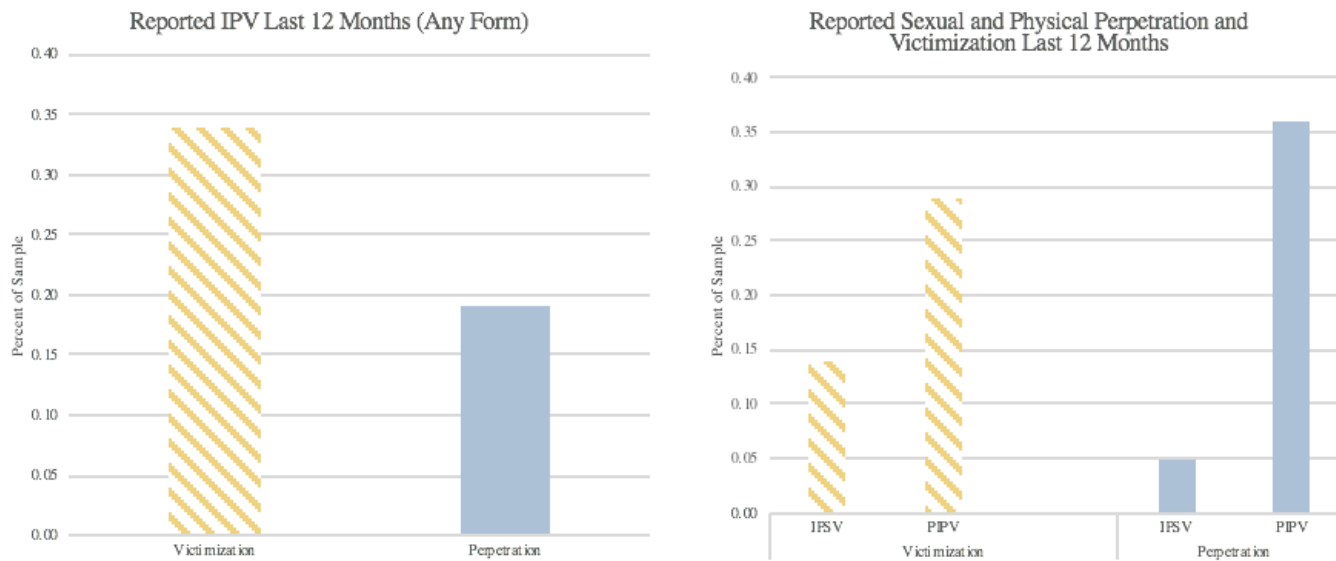 Reported IPV Last 12 Months (Any Form)
0.40
0.35
0.30
0.25
0.20
0.15
0.10
0.05
0.00
Percent of Sample
Victimization
Perpetration
Reported Sexual and Physical Perpetration and
Victimization Last 12 Months
0.40
0.35
0.30
0.25
0.20
0.15
0.10
0.05
0.00
Percent of Sample
IFSV
PIPV
IFSV
PIPV
Victimization
Perpetration